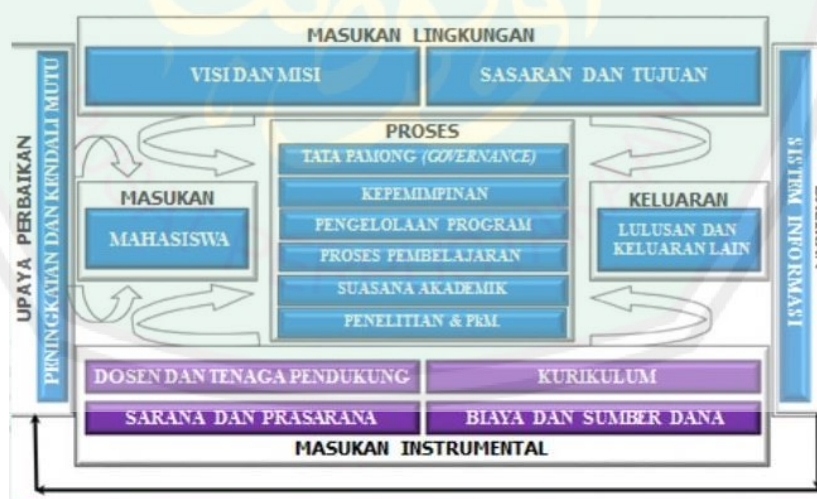 MASUKAN LINGKUNGAN
VISI DAN MISI
SASARAN DAN TUJUAN
UPAYA PERBAIKAN
PENINGKATAN DAN KENDALI MUTU
PROSES
TATA PAMONG (GOVERNANCE)
KEPEMIMPINAN
PENGELOLAAN PROGRAM
PROSES PEMBELAJARAN
SUASANA AKADEMIK
PENELITIAN & PkM.
MASUKAN
MAHASISWA
KELUARAN
LULUSAN DAN
KELUARAN LAIN
SISTEM INFORMASI
DOSEN DAN TENAGA PENDUKUNG
KURIKULUM
SARANA DAN PRASARANA
BIAYA DAN SUMBER DANA
MASUKAN INSTRUMENTAL